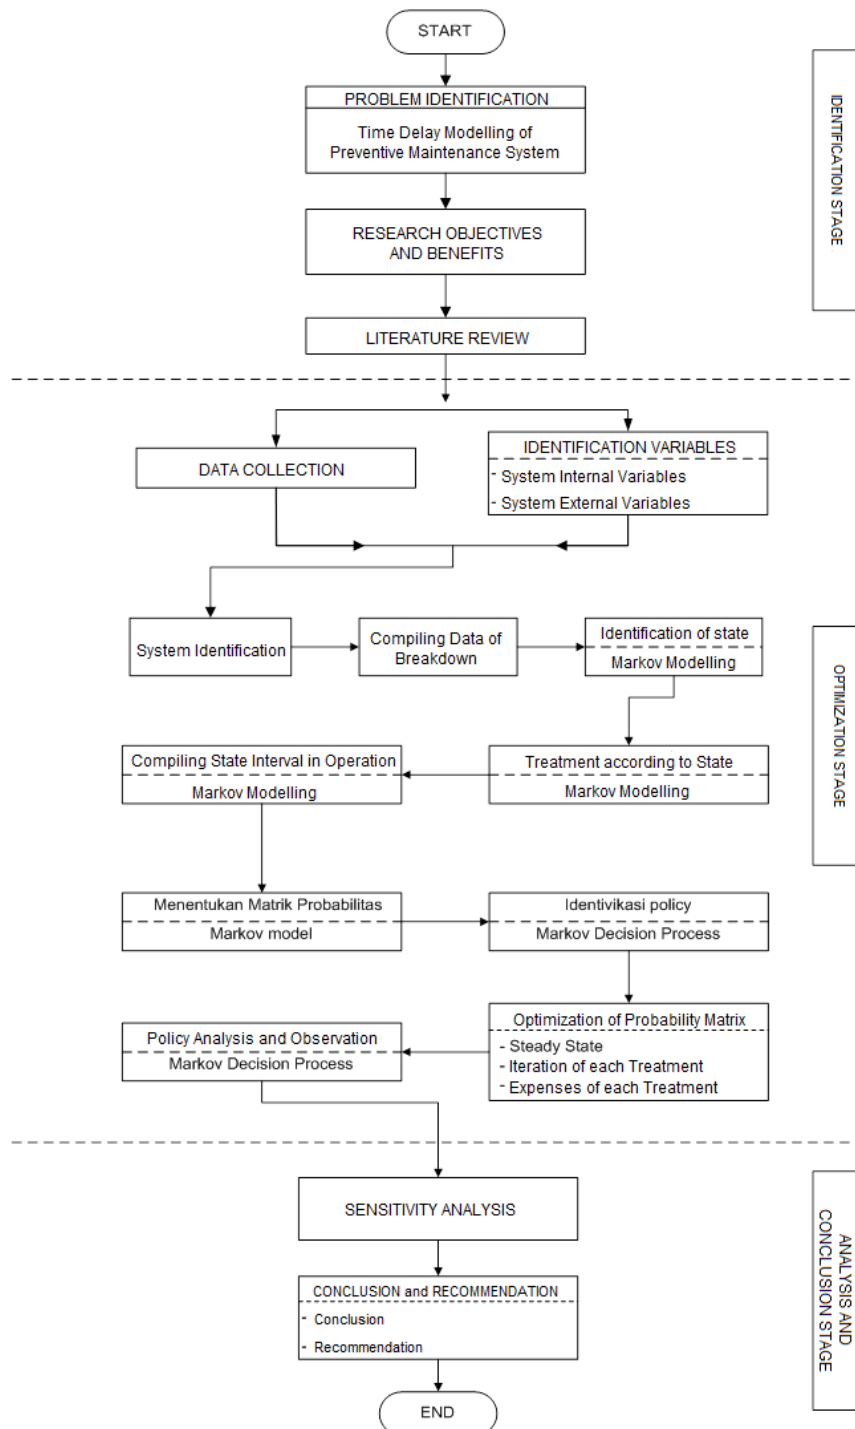 START
PROBLEM IDENTIFICATION
Time Delay Modelling of
Preventive Maintenance System
RESEARCH OBJECTIVES
AND BENEFITS
LITERATURE REVIEW
IDENTIFICATION STAGE
DATA COLLECTION
IDENTIFICATION VARIABLES
- System Internal Variables
- System External Variables
System Identification
Compiling Data of
Breakdown
Identification of state
Markov Modelling
Compiling State Interval in Operation
Markov Modelling
Treatment according to State
Markov Modelling
OPTIMIZATION STAGE
Menentukan Matrik Probabilitas
Markov model
Identivikasi policy
Markov Decision Process
Policy Analysis and Observation
Markov Decision Process
Optimization of Probability Matrix
- Steady State
- Iteration of each Treatment
- Expenses of each Treatment
SENSITIVITY ANALYSIS
CONCLUSION and RECOMMENDATION
- Conclusion
- Recommendation
END
ANALYSIS AND
CONCLUSION STAGE